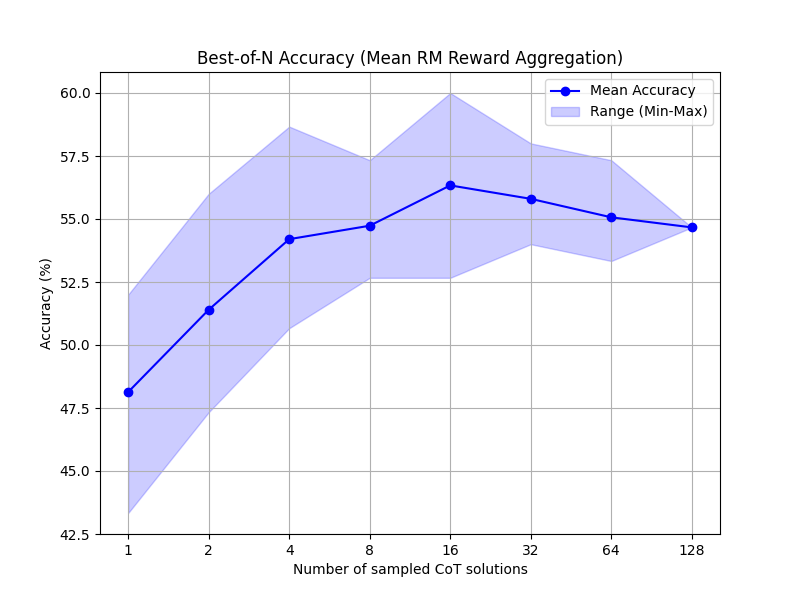 Best-of-N Accuracy (Mean RM Reward Aggregation)
Mean Accuracy
Range (Min-Max)
Accuracy (%)
60.0
57.5
55.0
52.5
50.0
47.5
45.0
42.5
1 2 4 8 16 32 64 128
Number of sampled CoT solutions